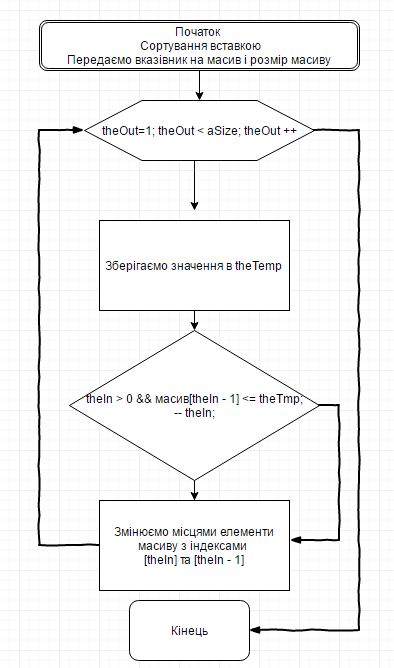 Початок
Сортування вставкою
Передаємо вказівник на масив і розмір масиву
theOut=1; theOut < aSize; theOut ++
Зберігаємо значення в theTemp
theIn > 0 && масив[theIn - 1] <= theTmp;
-- theIn;
Змінюємо місцями елементи
масиву з індексами
[theIn] та [theIn - 1]
Кінець